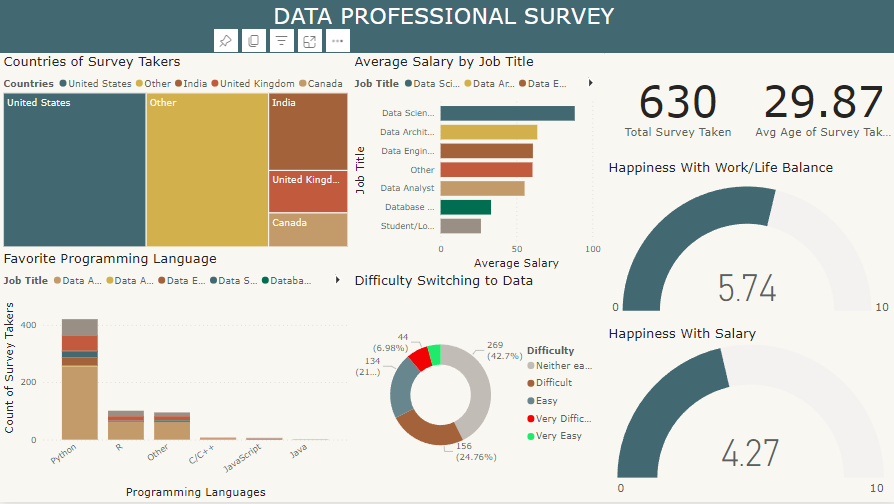 DATA PROFESSIONAL SURVEY
Countries of Survey Takers
Countries United States Other India United Kingdom Canada
United States
Other
India
United Kingd...
Canada
Average Salary by Job Title
Job Title Data Sci... Data Ar... Data E...
Job Title
Data Scien...
Data Archit...
Data Engin...
Other
Data Analyst
Database ...
Student/Lo...
0 50 100
Average Salary
630
Total Survey Taken
29.87
Avg Age of Survey Tak...
Happiness With Work/Life Balance
5.74
0 10
Happiness With Salary
4.27
0 10
Favorite Programming Language
Job Title Data A... Data A... Data E... Data S... Databa...
Count of Survey Takers
400
200
0
Python R Other C/C++ JavaScript Java
Programming Languages
Difficulty Switching to Data
44
(6.98%)
134
(21...)
269
(42.7%)
156
(24.76%)
Difficulty
Neither ea...
Difficult
Easy
Very Diffic...
Very Easy